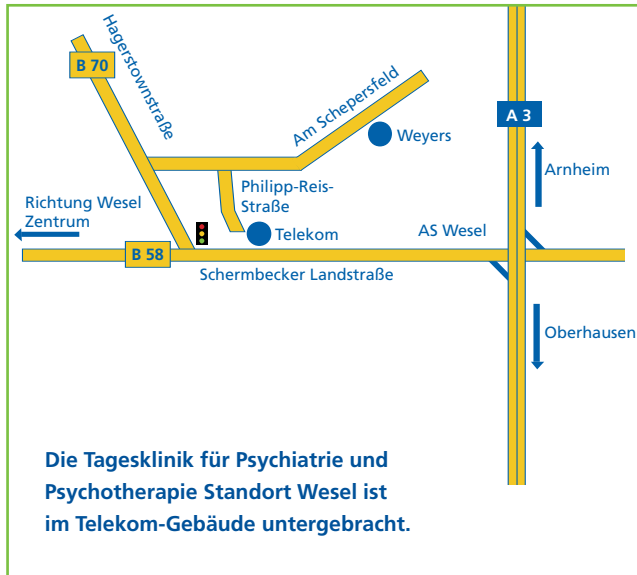 Hagerstownstraße
B 70
Am Schepersfeld
Weyers
A 3
Arnheim
Philipp-Reis-
Straße
Richtung Wesel
Zentrum
Telekom
AS Wesel
B 58
Schermbecker Landstraße
Oberhausen
Die Tagesklinik für Psychiatrie und
Psychotherapie Standort Wesel ist
im Telekom-Gebäude untergebracht.